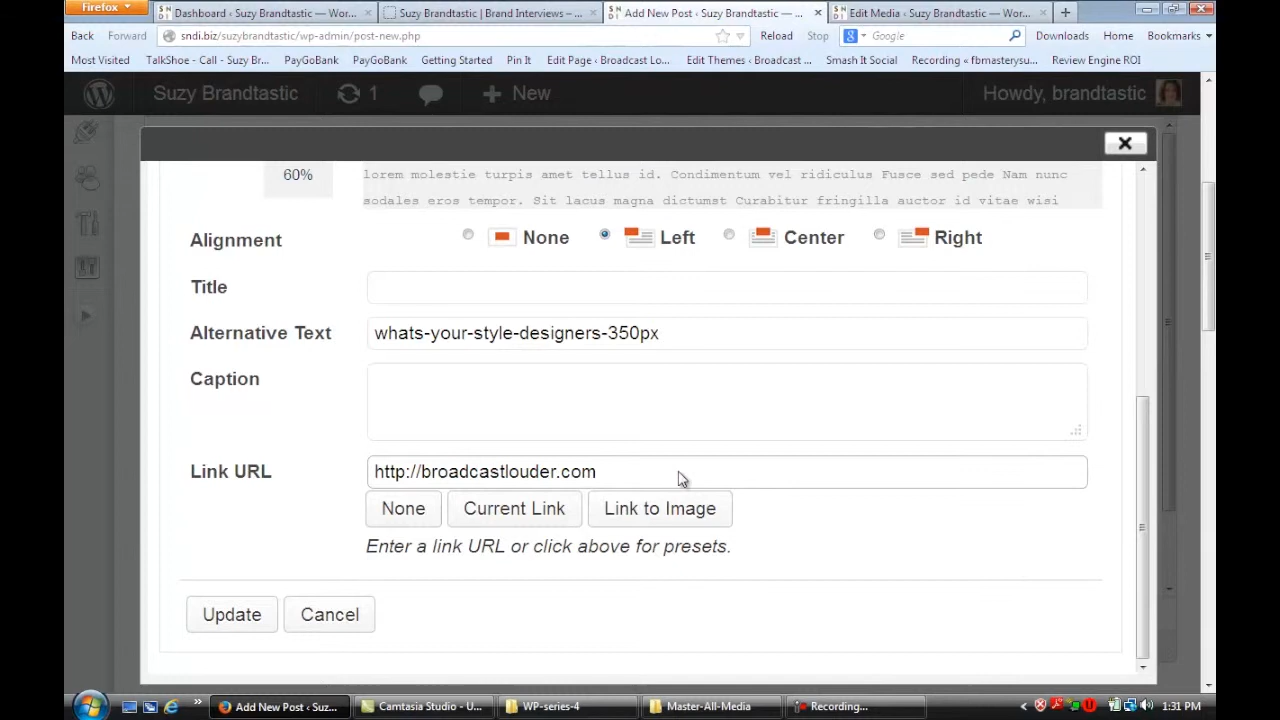 Firefox
Dashboard ‹ Suzy Brandtastic — Wor...
Suzy Brandtastic | Brand Interviews – ...
Add New Post ‹ Suzy Brandtastic — ...
Edit Media ‹ Suzy Brandtastic — Wor...
Back Forward sndi.biz/suzybrandtastic/wp-admin/post-new.php Reload Stop Google Downloads Home Bookmarks
Most Visited TalkShoe - Call - Suzy Br... PayGoBank PayGoBank Getting Started Pin It Edit Page ‹ Broadcast Lo... Edit Themes ‹ Broadcast ... Smash It Social Recording « fbmasterysu... Review Engine ROI
Suzy Brandtastic 1 New Howdy, brandtastic
60%
lorem molestie turpis amet tellus id. Condimentum vel ridiculus Fusce sed pede Nam nunc
sodales eros tempor. Sit lacus magna dictumst Curabitur fringilla auctor id vitae wisi
Alignment None Left Center Right
Title
Alternative Text whats-your-style-designers-350px
Caption
Link URL http://broadcastlouder.com
None Current Link Link to Image
Enter a link URL or click above for presets.
Update Cancel
Add New Post ‹ Suz... Camtasia Studio - U... WP-series-4 Master-All-Media Recording... 1:31 PM